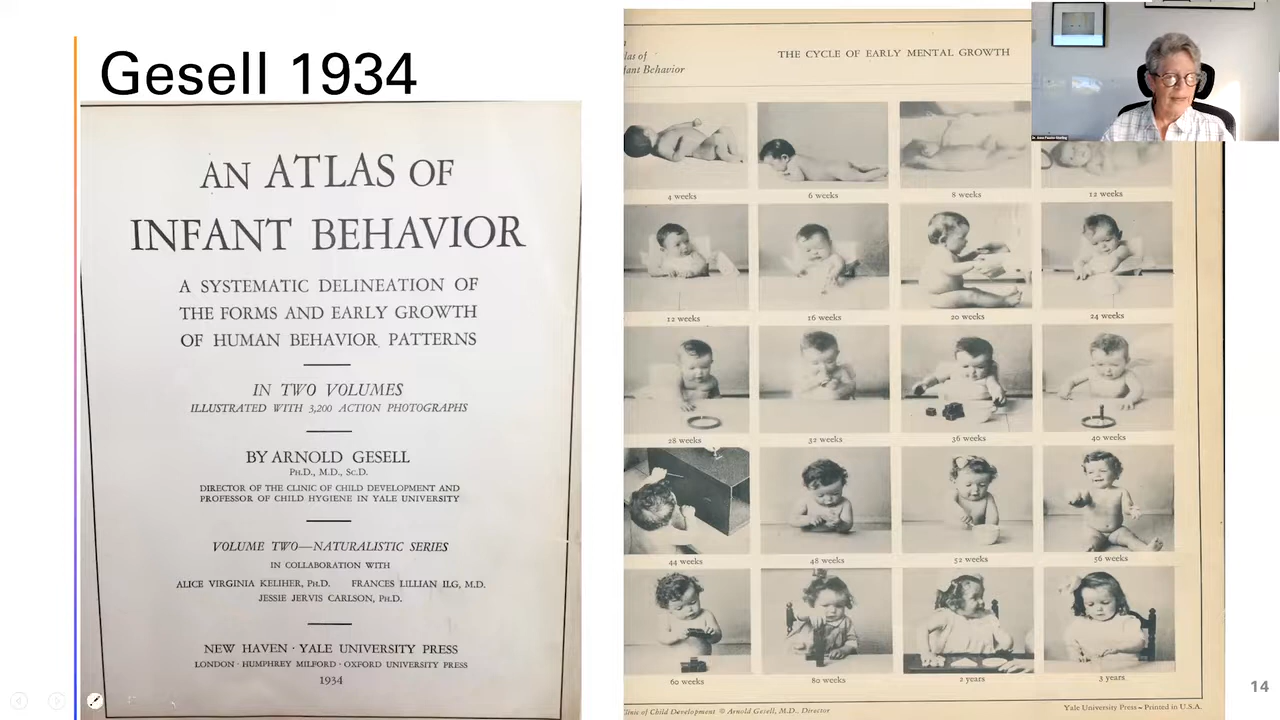 Gesell 1934
AN ATLAS OF
INFANT BEHAVIOR
A SYSTEMATIC DELINEATION OF
THE FORMS AND EARLY GROWTH
OF HUMAN BEHAVIOR PATTERNS
IN TWO VOLUMES
ILLUSTRATED WITH 3,200 ACTION PHOTOGRAPHS
BY ARNOLD GESELL
PH.D., M.D., SC.D.
DIRECTOR OF THE CLINIC OF CHILD DEVELOPMENT AND
PROFESSOR OF CHILD HYGIENE IN YALE UNIVERSITY
VOLUME TWO—NATURALISTIC SERIES
IN COLLABORATION WITH
ALICE VIRGINIA KELIHER, PH.D. FRANCES LILLIAN ILG, M.D.
JESSIE JERVIS CARLSON, PH.D.
NEW HAVEN · YALE UNIVERSITY PRESS
LONDON · HUMPHREY MILFORD · OXFORD UNIVERSITY PRESS
1934
las of
fant Behavior
THE CYCLE OF EARLY MENTAL GROWTH
4 weeks 6 weeks 8 weeks 12 weeks
12 weeks 16 weeks 20 weeks 24 weeks
28 weeks 32 weeks 36 weeks 40 weeks
44 weeks 48 weeks 52 weeks 56 weeks
60 weeks 80 weeks 2 years 3 years
Clinic of Child Development © Arnold Gesell, M.D., Director
Yale University Press—Printed in U.S.A.
14